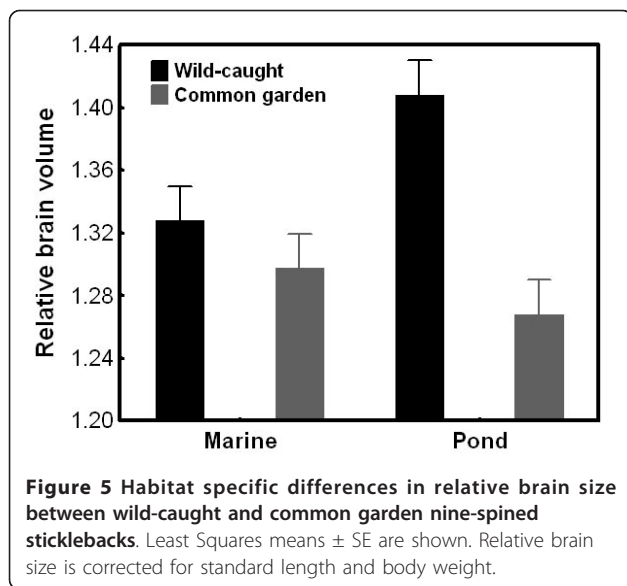 1.44
Wild-caught
Common garden
1.40
1.36
1.32
1.28
1.24
1.20
Relative brain volume
Marine Pond
Figure 5 Habitat specific differences in relative brain size
between wild-caught and common garden nine-spined
sticklebacks. Least Squares means ± SE are shown. Relative brain
size is corrected for standard length and body weight.